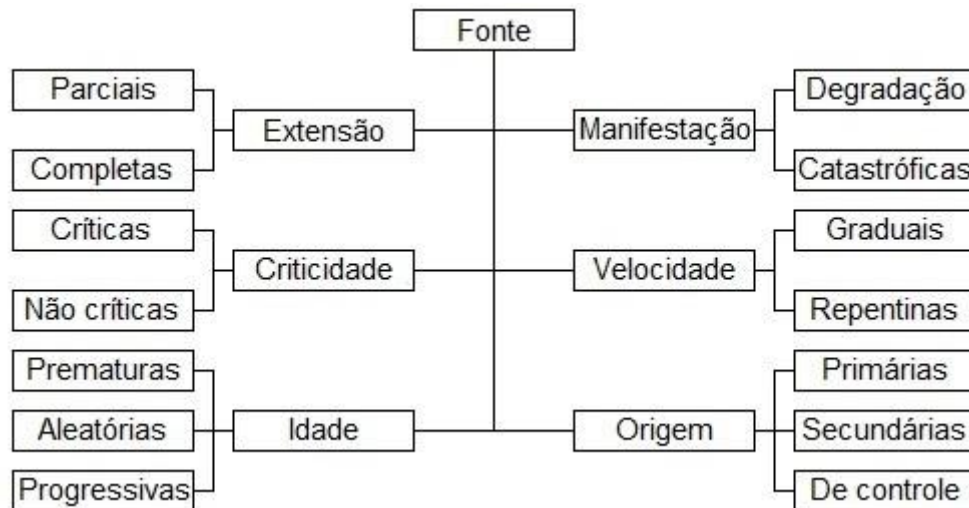 Fonte
Parciais
Extensão
Completas
Manifestação
Degradação
Catastróficas
Críticas
Criticidade
Não críticas
Velocidade
Graduais
Repentinas
Prematuras
Aleatórias
Idade
Progressivas
Origem
Primárias
Secundárias
De controle